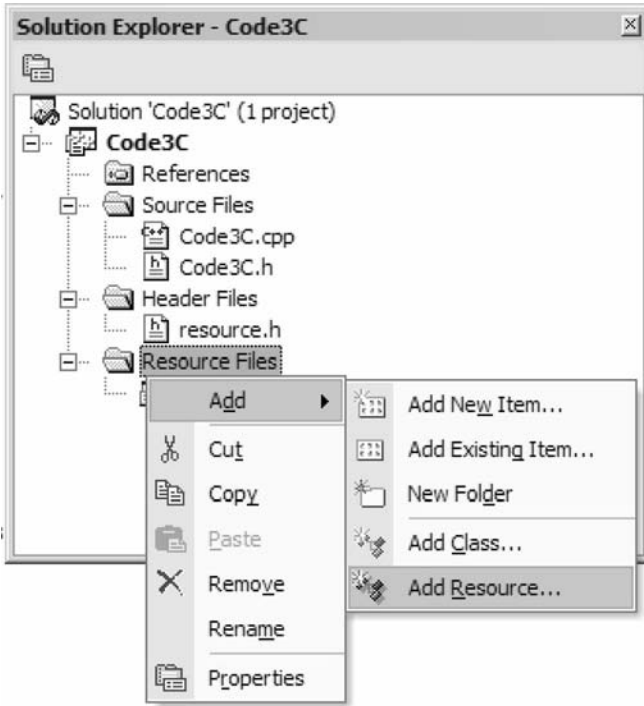 Solution Explorer - Code3C
Solution 'Code3C' (1 project)
Code3C
References
Source Files
Code3C.cpp
Code3C.h
Header Files
resource.h
Resource Files
Add
Cut
Copy
Paste
Remove
Rename
Properties
Add New Item...
Add Existing Item...
New Folder
Add Class...
Add Resource...